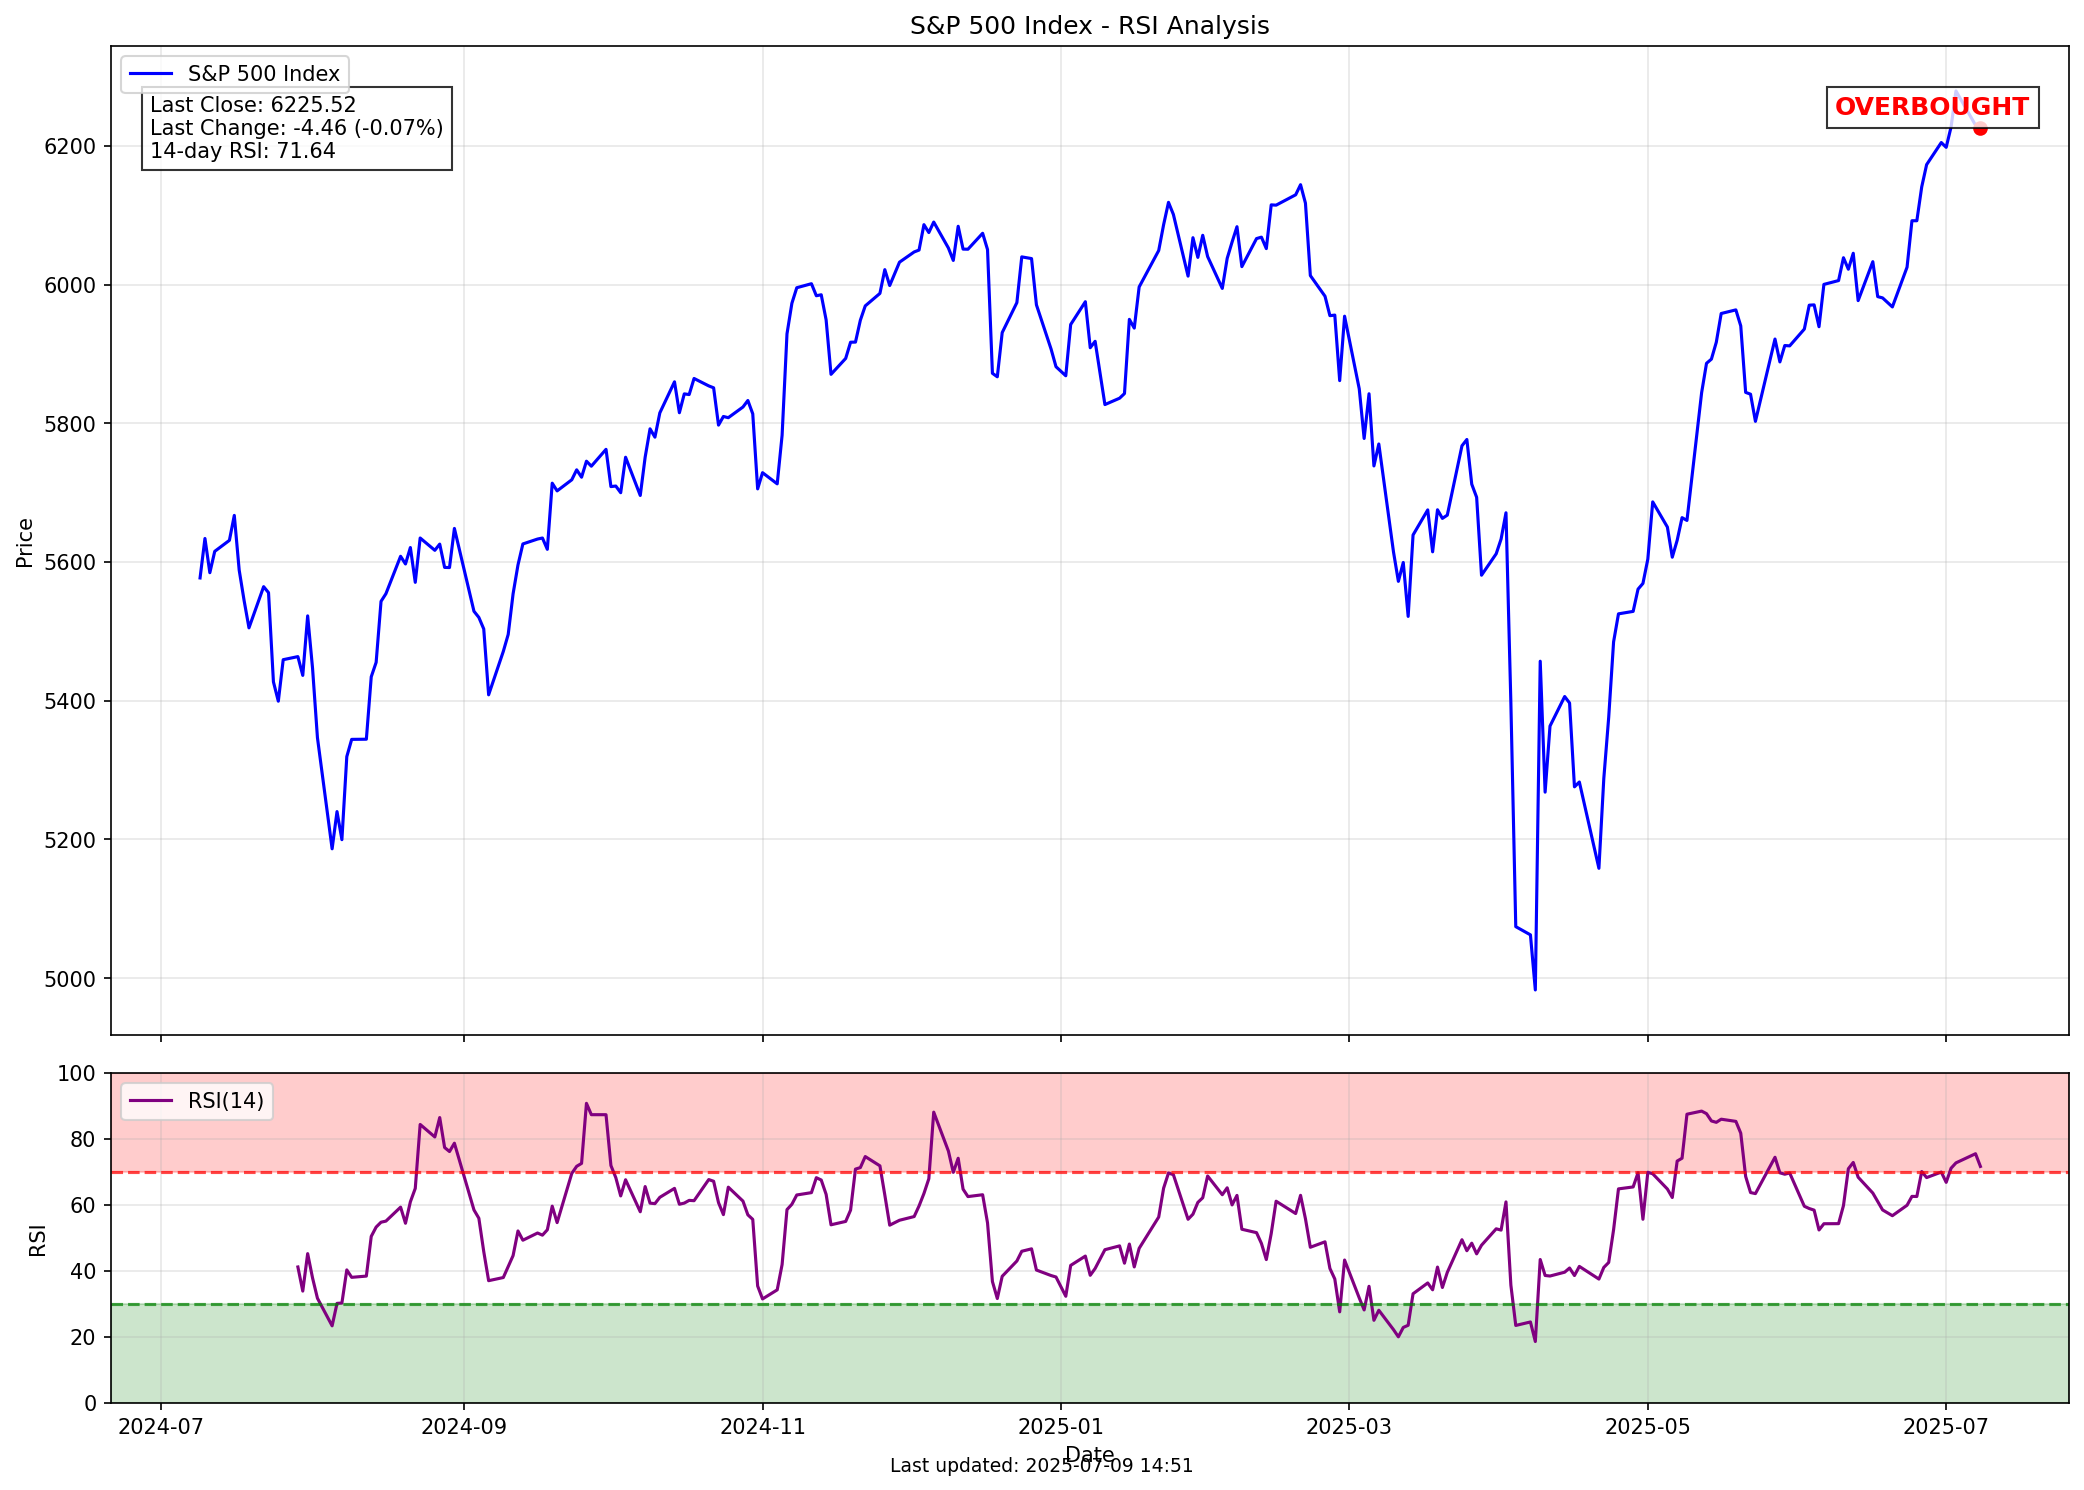 S&P 500 Index - RSI Analysis
S&P 500 Index
Last Close: 6225.52
Last Change: -4.46 (-0.07%)
14-day RSI: 71.64
OVERBOUGHT
Price
6200
6000
5800
5600
5400
5200
5000
RSI(14)
RSI
100
80
60
40
20
0
2024-07
2024-09
2024-11
2025-01
2025-03
2025-05
2025-07
Date
Last updated: 2025-07-09 14:51